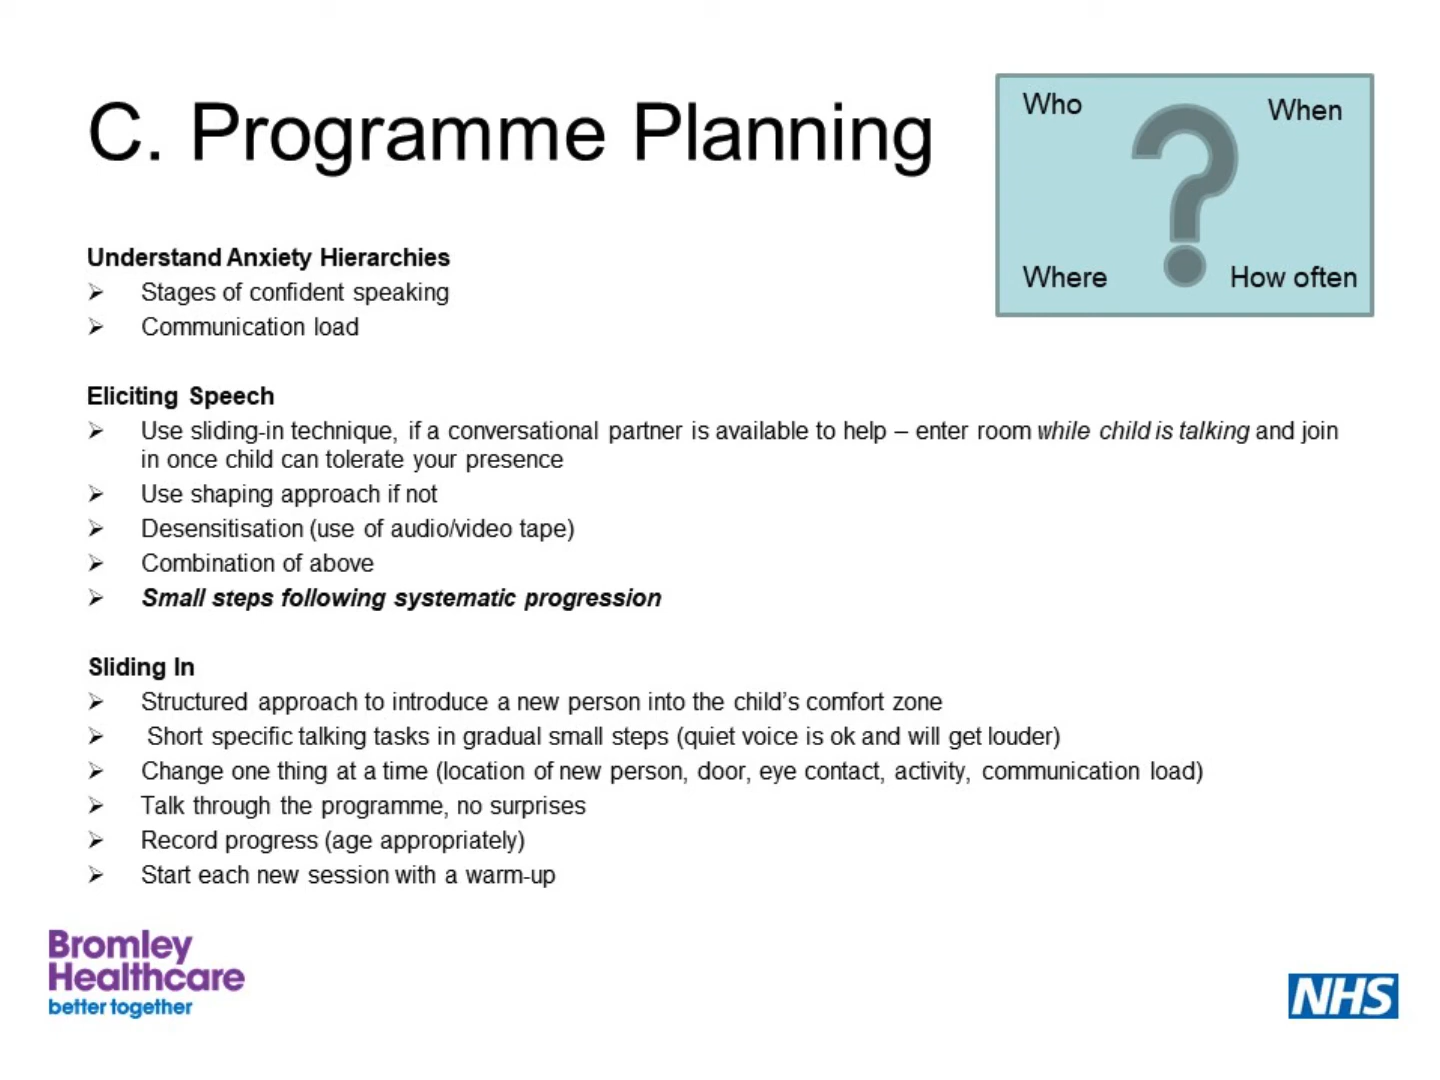 C. Programme Planning
Who
When
Where
How often
Understand Anxiety Hierarchies
➢ Stages of confident speaking
➢ Communication load
Eliciting Speech
➢ Use sliding-in technique, if a conversational partner is available to help – enter room while child is talking and join
in once child can tolerate your presence
➢ Use shaping approach if not
➢ Desensitisation (use of audio/video tape)
➢ Combination of above
➢ Small steps following systematic progression
Sliding In
➢ Structured approach to introduce a new person into the child's comfort zone
➢ Short specific talking tasks in gradual small steps (quiet voice is ok and will get louder)
➢ Change one thing at a time (location of new person, door, eye contact, activity, communication load)
➢ Talk through the programme, no surprises
➢ Record progress (age appropriately)
➢ Start each new session with a warm-up
Bromley
Healthcare
better together
NHS